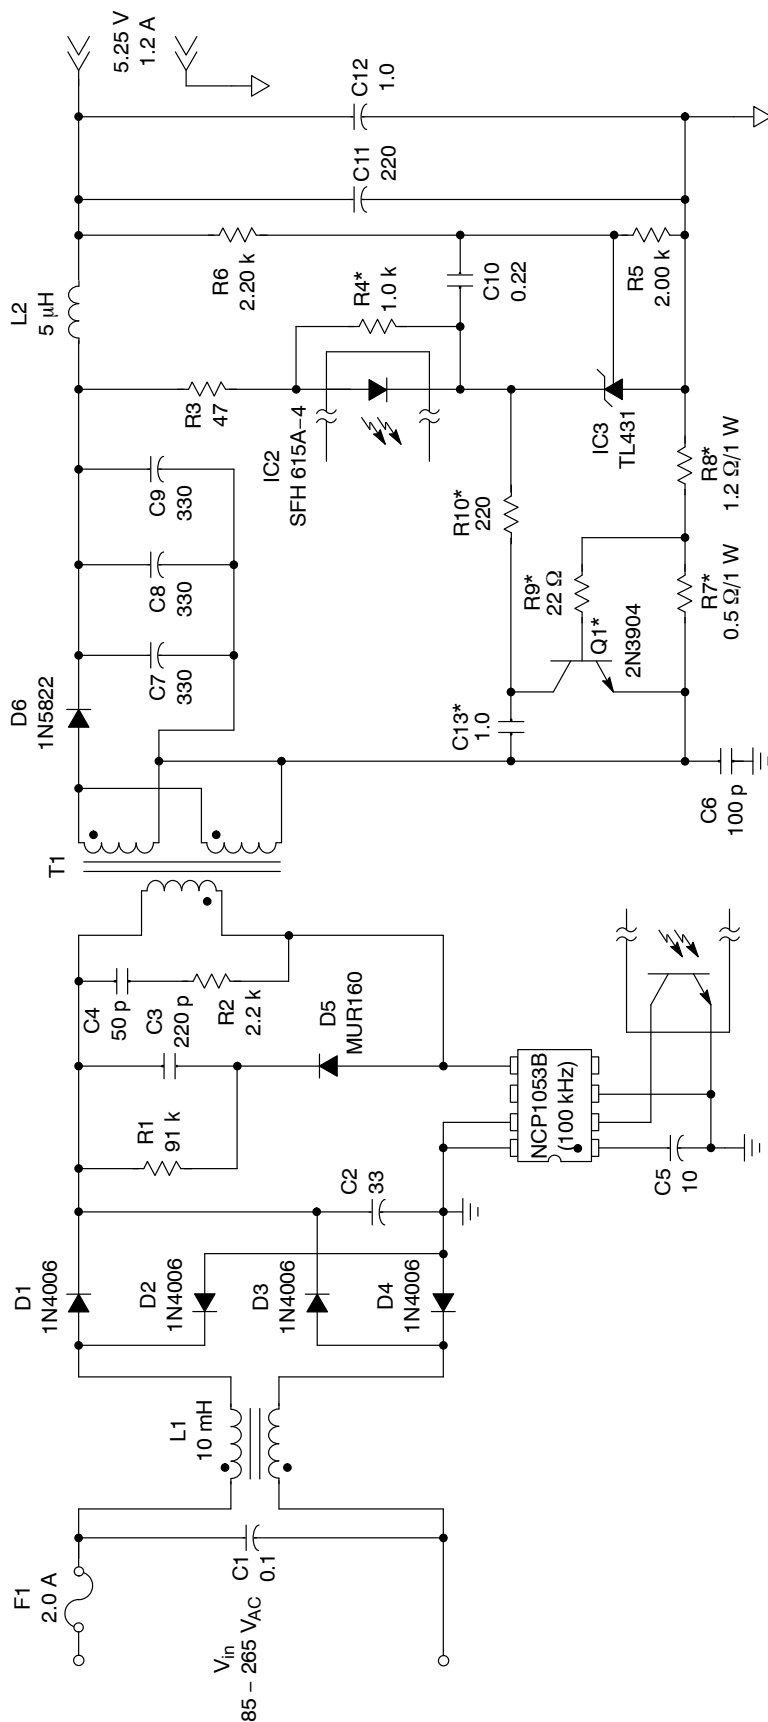 F1
2.0 A
Vin
85 – 265 VAC
C1
0.1
L1
10 mH
D1
1N4006
D2
1N4006
D3
1N4006
D4
1N4006
C2
33
R1
91 k
C3
220 p
C4
50 p
R2
2.2 k
D5
MUR160
NCP1053B
(100 kHz)
C5
10
T1
D6
1N5822
C7
330
C8
330
C9
330
L2
5 µH
R3
47
IC2
SFH 615A–4
R4*
1.0 k
R6
2.20 k
C10
0.22
C11
220
C12
1.0
5.25 V
1.2 A
R5
2.00 k
IC3
TL431
R10*
220
C13*
1.0
R9*
22 Ω
Q1*
2N3904
R7*
0.5 Ω/1 W
R8*
1.2 Ω/1 W
C6
100 p